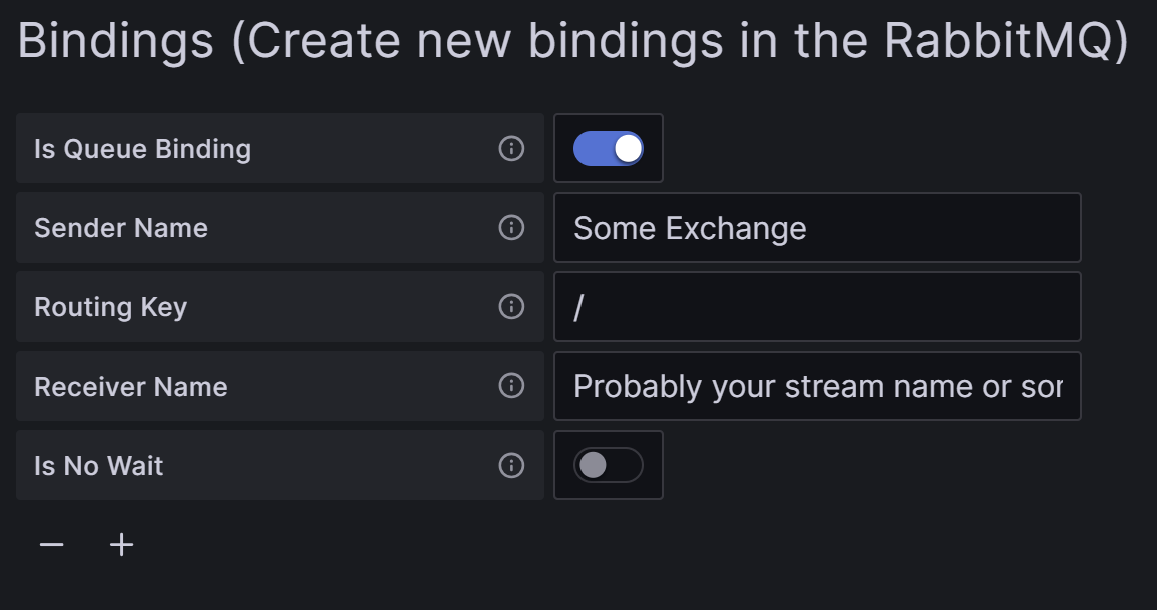 Bindings (Create new bindings in the RabbitMQ)
Is Queue Binding
Sender Name Some Exchange
Routing Key /
Receiver Name Probably your stream name or
Is No Wait